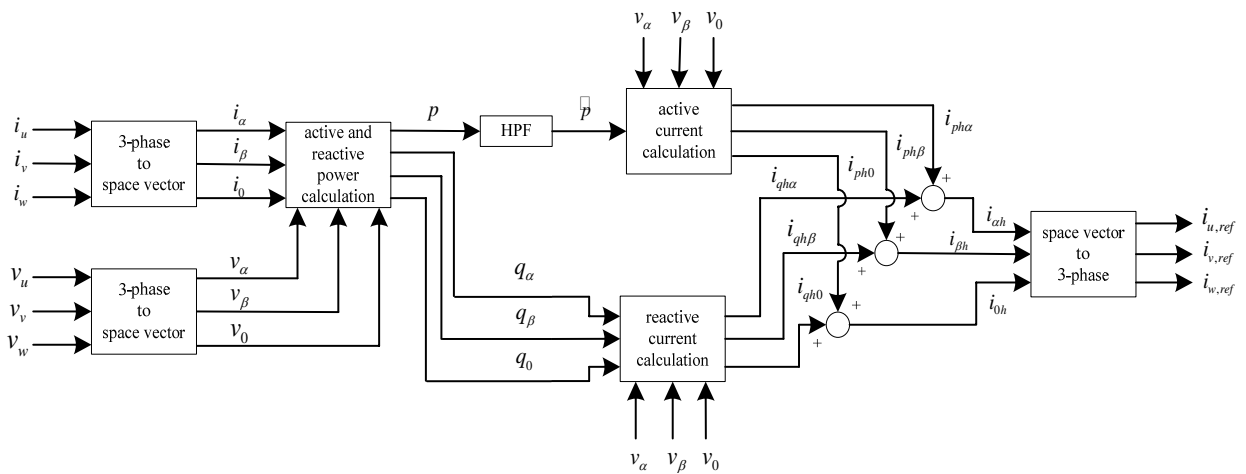 v_α v_β v_0
i_u i_v i_w
3-phase
to
space vector
i_α i_β i_0
active and
reactive
power
calculation
p
HPF
p
active
current
calculation
i_phα
i_phβ
i_ph0
i_qhα
+
+
i_qhβ
+
+
i_qh0
+
+
i_αh
i_βh
i_0h
space vector
to
3-phase
i_u,ref
i_v,ref
i_w,ref
v_u v_v v_w
3-phase
to
space vector
v_α
v_β
v_0
q_α
q_β
q_0
reactive
current
calculation
v_α v_β v_0